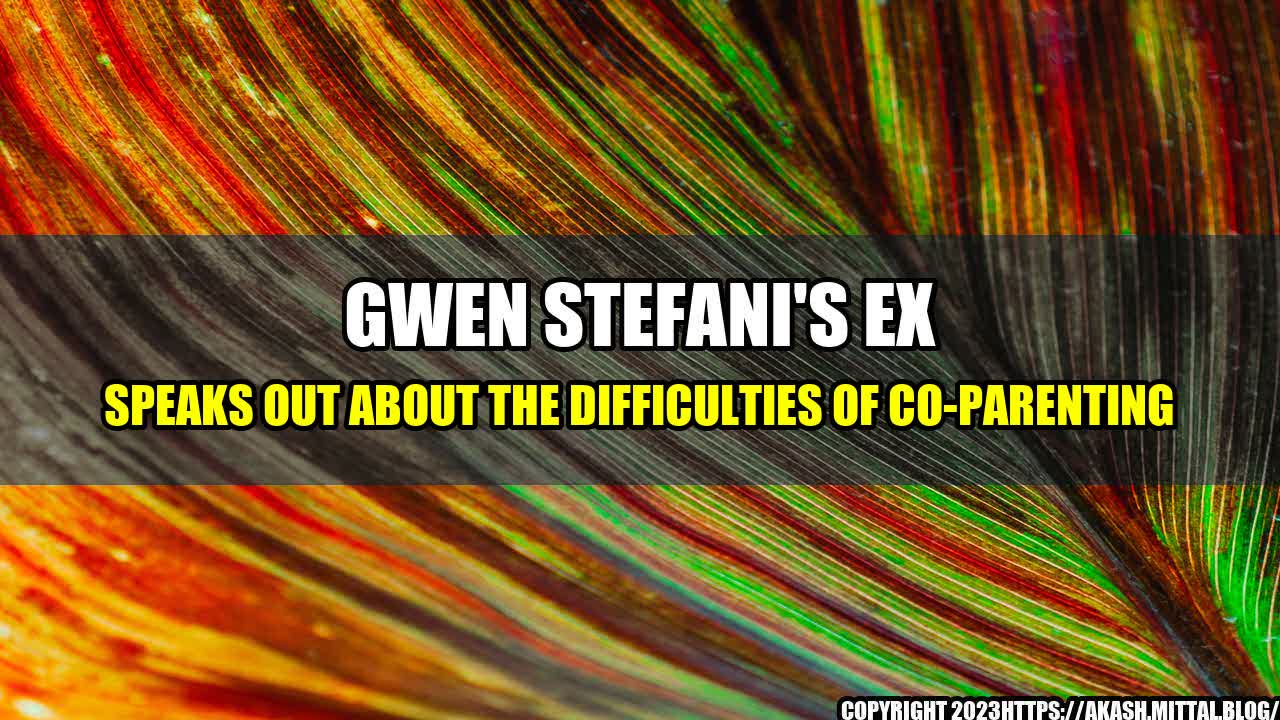 GWEN STEFANI'S EX
SPEAKS OUT ABOUT THE DIFFICULTIES OF CO-PARENTING
COPYRIGHT 2023HTTPS://AKASH.MITTAL.BLOG/